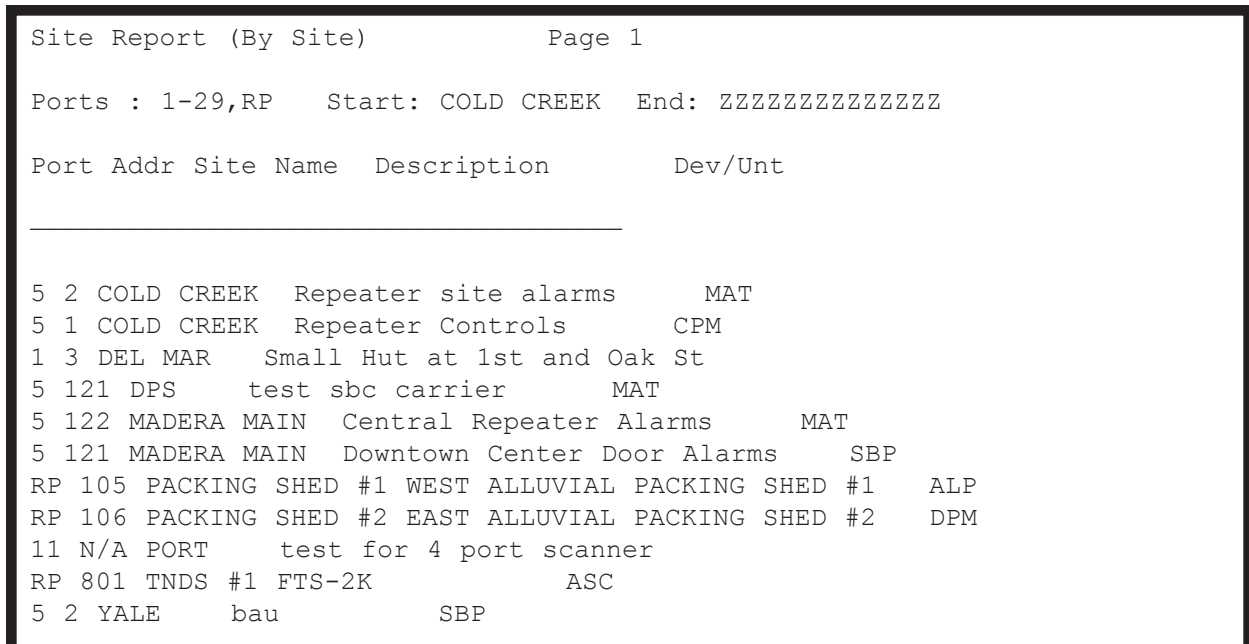 Site Report (By Site) Page 1
Ports : 1-29,RP Start: COLD CREEK End: ZZZZZZZZZZZZZZ
Port Addr Site Name Description Dev/Unt
_____________________________________
5 2 COLD CREEK Repeater site alarms MAT
5 1 COLD CREEK Repeater Controls CPM
1 3 DEL MAR Small Hut at 1st and Oak St
5 121 DPS test sbc carrier MAT
5 122 MADERA MAIN Central Repeater Alarms MAT
5 121 MADERA MAIN Downtown Center Door Alarms SBP
RP 105 PACKING SHED #1 WEST ALLUVIAL PACKING SHED #1 ALP
RP 106 PACKING SHED #2 EAST ALLUVIAL PACKING SHED #2 DPM
11 N/A PORT test for 4 port scanner
RP 801 TNDS #1 FTS-2K ASC
5 2 YALE bau SBP